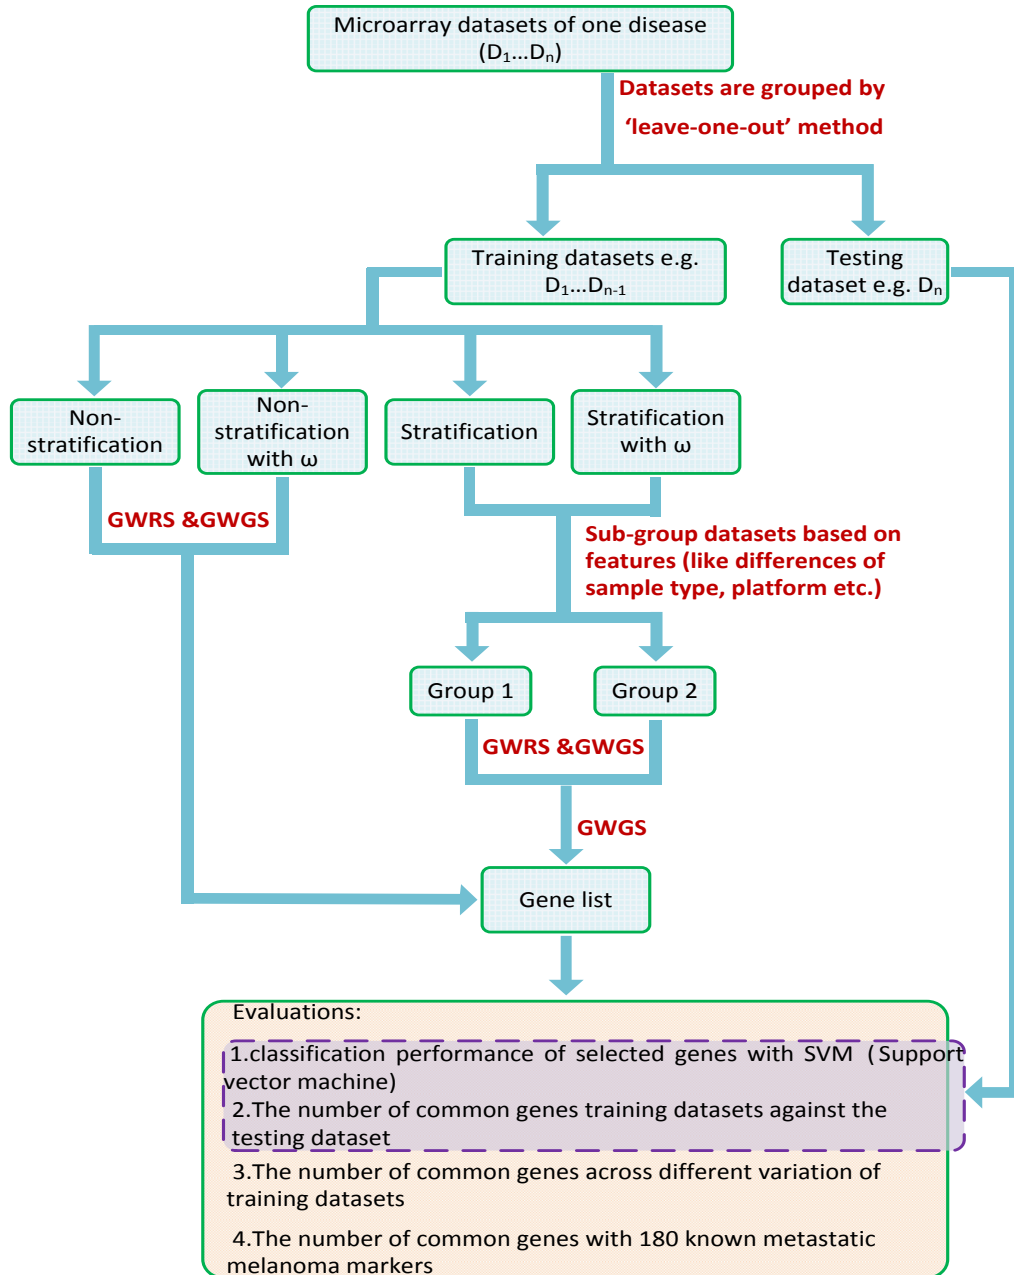 Microarray datasets of one disease
(D1...Dn)
Datasets are grouped by
‘leave-one-out’ method
Training datasets e.g.
D1...Dn-1
Testing
dataset e.g. Dn
Non-
stratification
Non-
stratification
with ω
Stratification
Stratification
with ω
GWRS &GWGS
Sub-group datasets based on
features (like differences of
sample type, platform etc.)
Group 1
Group 2
GWRS &GWGS
GWGS
Gene list
Evaluations:
1.classification performance of selected genes with SVM (Support
vector machine)
2.The number of common genes training datasets against the
testing dataset
3.The number of common genes across different variation of
training datasets
4.The number of common genes with 180 known metastatic
melanoma markers